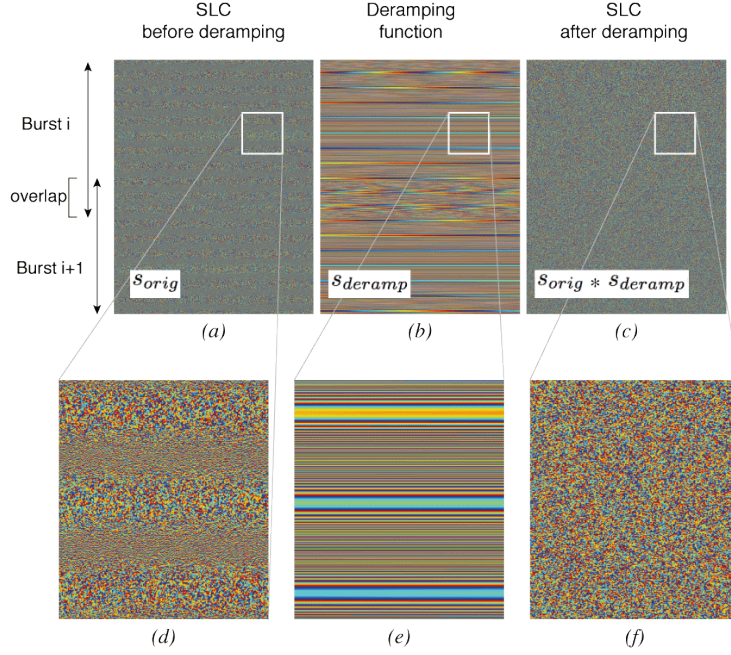 SLC
before deramping
Deramping
function
SLC
after deramping
Burst i
overlap
Burst i+1
s_orig
s_deramp
s_orig * s_deramp
(a)
(b)
(c)
(d)
(e)
(f)